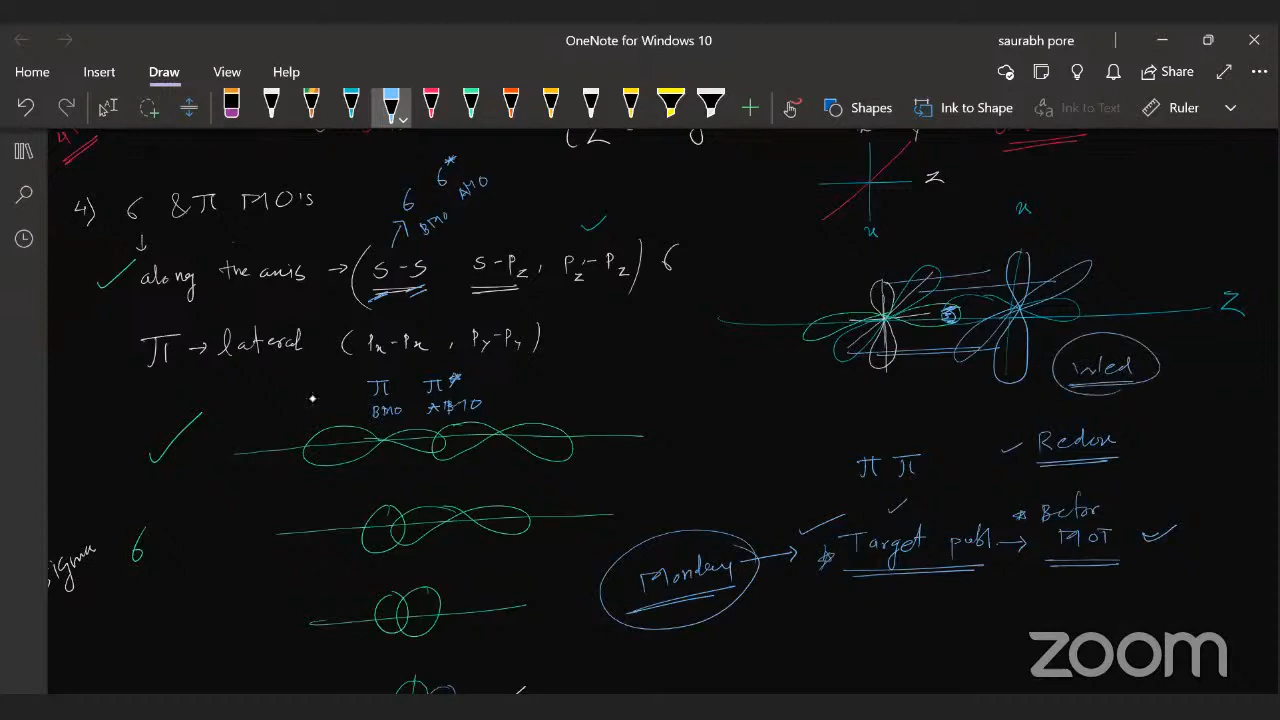 OneNote for Windows 10
saurabh pore
Home Insert Draw View Help
Share
Shapes Ink to Shape Ink to Text Ruler
Z
x
4) σ & π MO's
σ σ*
BMO AMO
along the axis → (S-S S-Pz, Pz-Pz) σ
π → lateral (Px-Px, Py-Py)
π π*
BMO ABMO
x
Z
π π
Redox
* Befor
Monday → * Target publ → MOT
σ
sigma
zoom